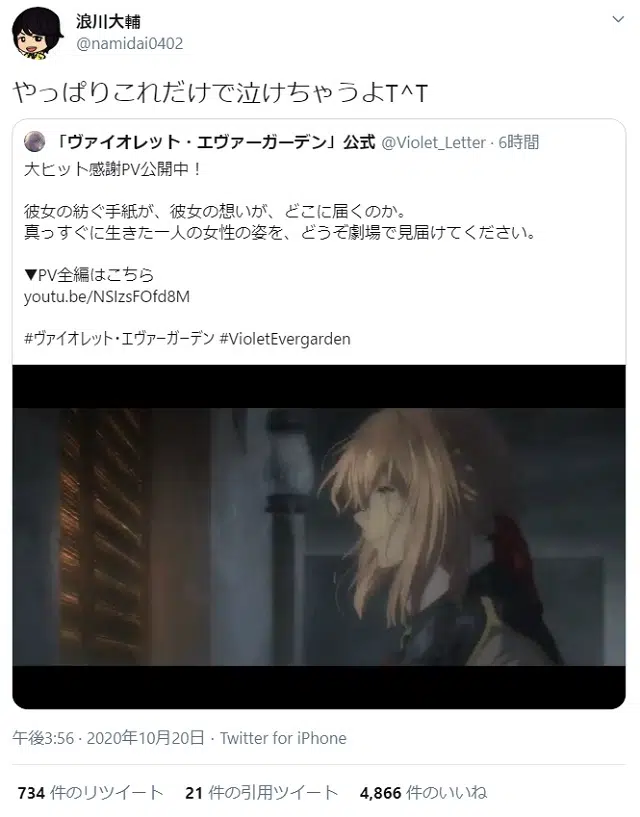 浪川大輔
@namidai0402
やっぱりこれだけで泣けちゃうよT^T
「ヴァイオレット・エヴァーガーデン」公式 @Violet_Letter · 6時間
大ヒット感謝PV公開中！
彼女の紡ぐ手紙が、彼女の想いが、どこに届くのか。
真っすぐに生きた一人の女性の姿を、どうぞ劇場で見届けてください。
▼PV全編はこちら
youtu.be/NSIzsFOfd8M
#ヴァイオレット・エヴァーガーデン #VioletEvergarden
午後3:56 · 2020年10月20日 · Twitter for iPhone
734 件のリツイート 21 件の引用ツイート 4,866 件のいいね